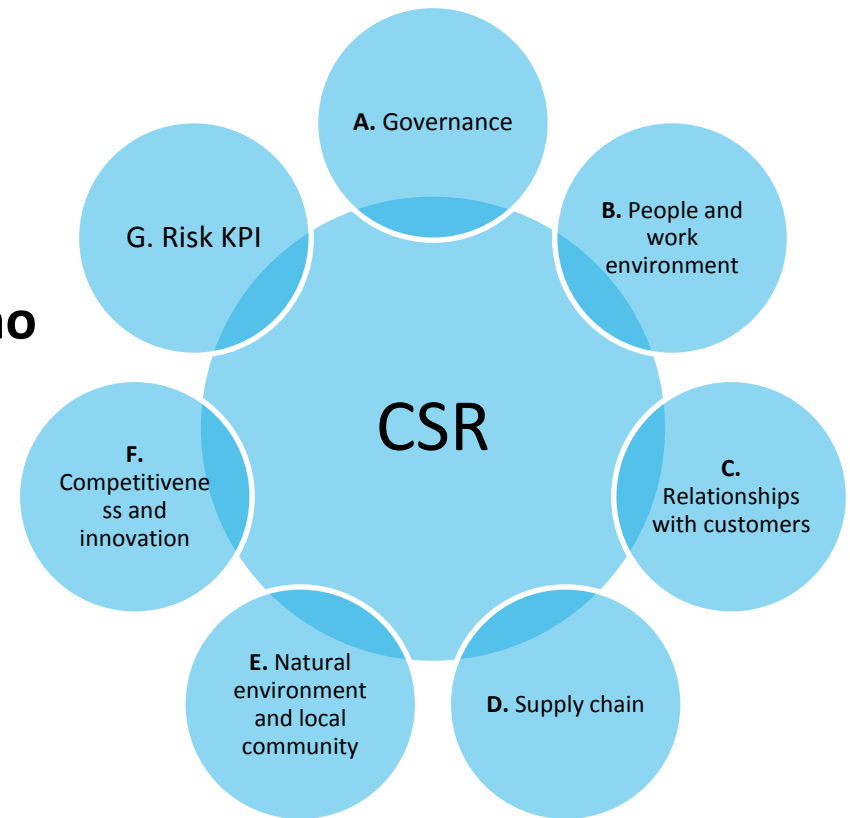 A. Governance
B. People and
work
environment
G. Risk KPI
no
CSR
C.
Relationships
with customers
F.
Competitivene
ss and
innovation
E. Natural
environment
and local
community
D. Supply chain